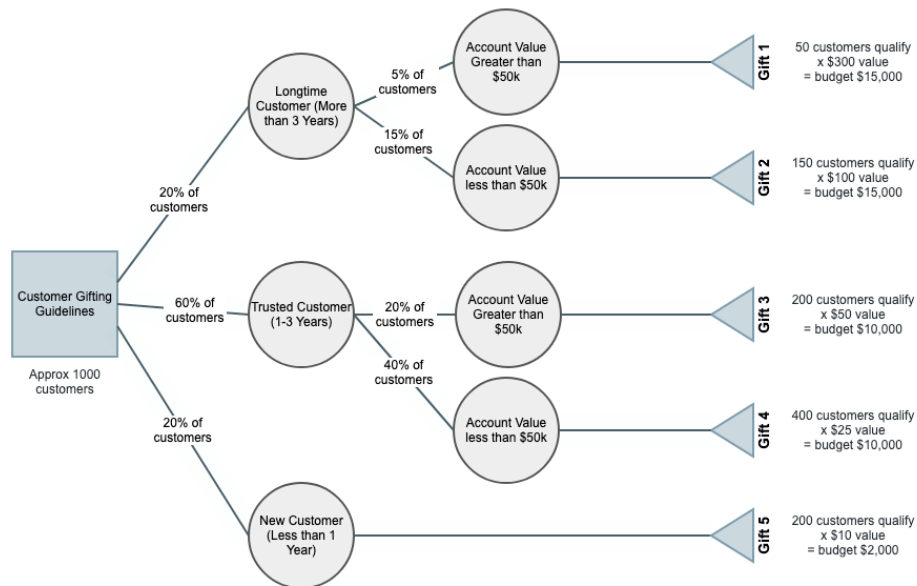 Customer Gifting
Guidelines
Approx 1000
customers
20% of
customers
60% of
customers
20% of
customers
Longtime
Customer (More
than 3 Years)
5% of
customers
15% of
customers
Account Value
Greater than
$50k
Gift 1
50 customers qualify
x $300 value
= budget $15,000
Account Value
less than $50k
Gift 2
150 customers qualify
x $100 value
= budget $15,000
Trusted Customer
(1-3 Years)
20% of
customers
40% of
customers
Account Value
Greater than
$50k
Gift 3
200 customers qualify
x $50 value
= budget $10,000
Account Value
less than $50k
Gift 4
400 customers qualify
x $25 value
= budget $10,000
New Customer
(Less than 1
Year)
Gift 5
200 customers qualify
x $10 value
= budget $2,000